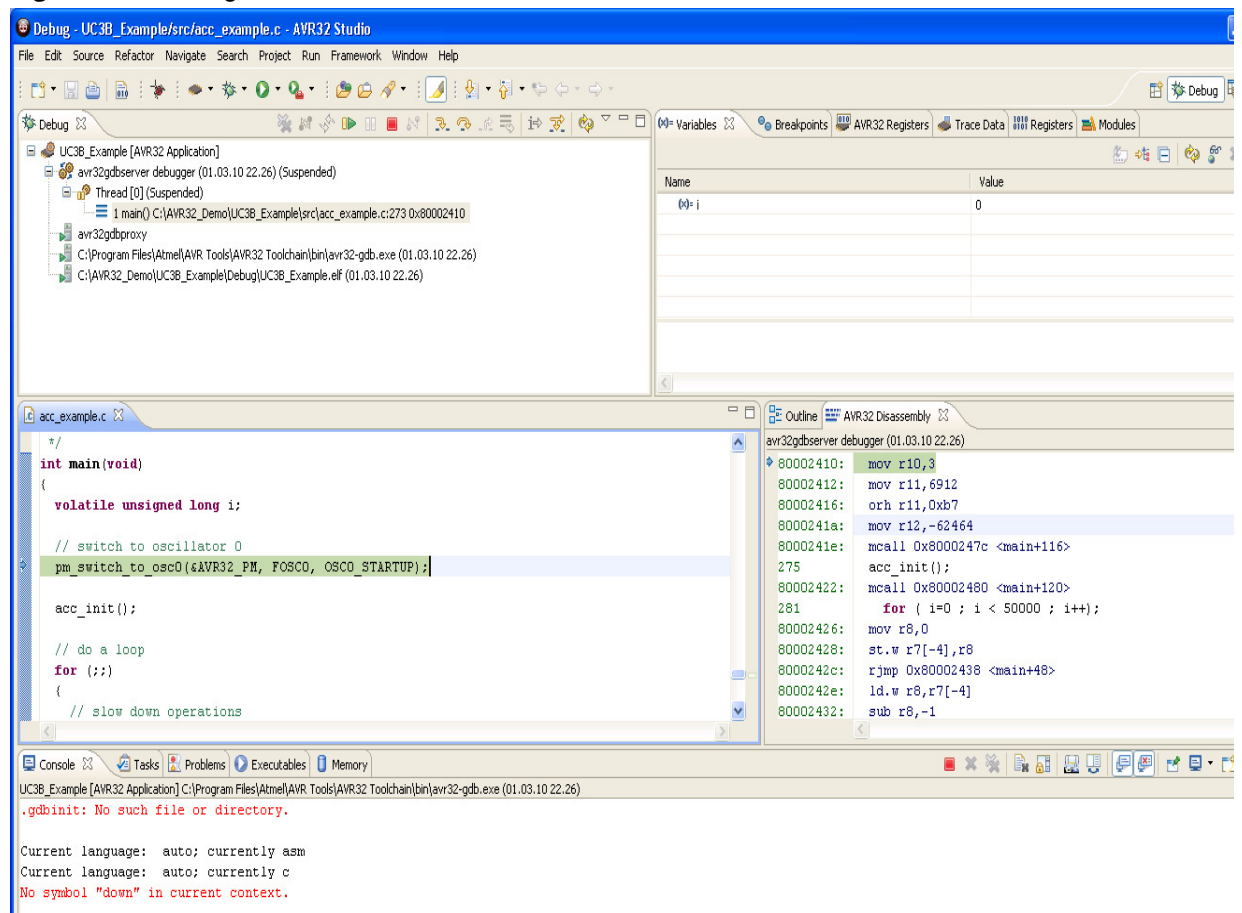 Debug - UC3B_Example/src/acc_example.c - AVR32 Studio
File Edit Source Refactor Navigate Search Project Run Framework Window Help
Debug
Debug
UC3B_Example [AVR32 Application]
avr32gdbserver debugger (01.03.10 22.26) (Suspended)
Thread [0] (Suspended)
1 main() C:\AVR32_Demo\UC3B_Example\src\acc_example.c:273 0x80002410
avr32gdbproxy
C:\Program Files\Atmel\AVR Tools\AVR32 Toolchain\bin\avr32-gdb.exe (01.03.10 22.26)
C:\AVR32_Demo\UC3B_Example\Debug\UC3B_Example.elf (01.03.10 22.26)
(x)= Variables Breakpoints AVR32 Registers Trace Data Registers Modules
Name Value
(x)= i 0
acc_example.c
*/
int main(void)
{
volatile unsigned long i;
// switch to oscillator 0
pm_switch_to_osc0(&AVR32_PM, FOSC0, OSC0_STARTUP);
acc_init();
// do a loop
for (;;)
{
// slow down operations
Outline AVR32 Disassembly
avr32gdbserver debugger (01.03.10 22.26)
80002410: mov r10,3
80002412: mov r11,6912
80002416: orh r11,0xb7
8000241a: mov r12,-62464
8000241e: mcall 0x8000247c <main+116>
275 acc_init();
80002422: mcall 0x80002480 <main+120>
281 for ( i=0 ; i < 50000 ; i++);
80002426: mov r8,0
80002428: st.w r7[-4],r8
8000242c: rjmp 0x80002438 <main+48>
8000242e: ld.w r8,r7[-4]
80002432: sub r8,-1
Console Tasks Problems Executables Memory
UC3B_Example [AVR32 Application] C:\Program Files\Atmel\AVR Tools\AVR32 Toolchain\bin\avr32-gdb.exe (01.03.10 22.26)
.gdbinit: No such file or directory.
Current language: auto; currently asm
Current language: auto; currently c
No symbol "down" in current context.